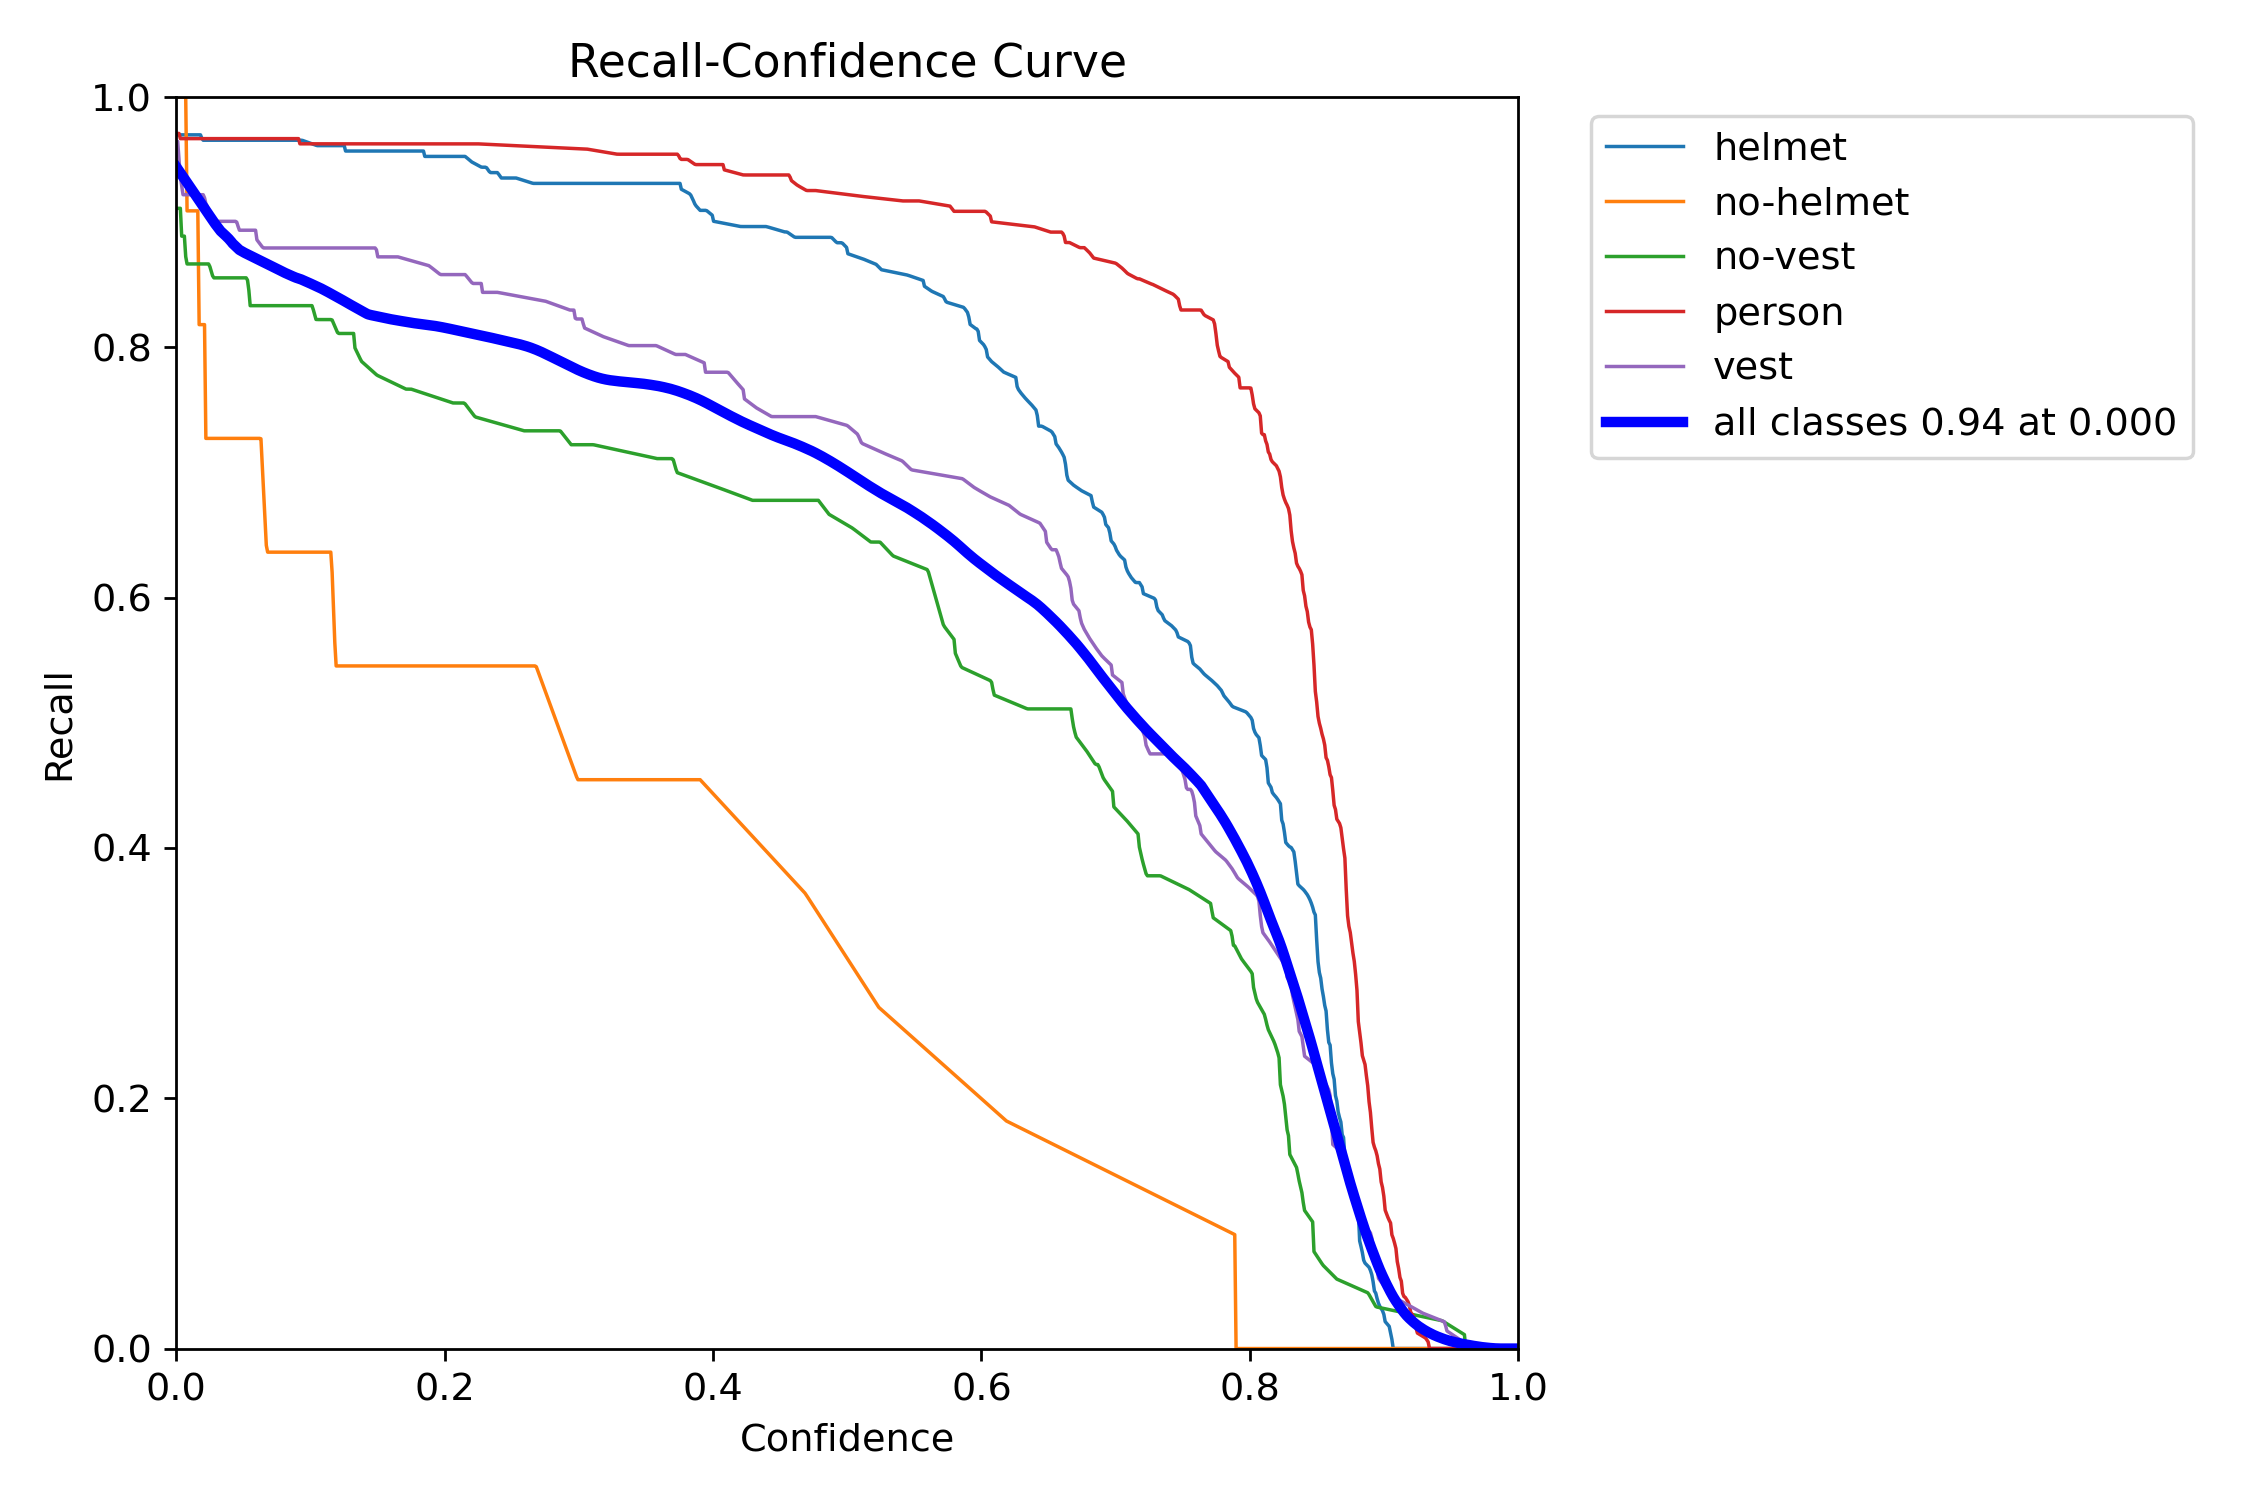 Recall-Confidence Curve
1.0
0.8
0.6
0.4
0.2
0.0
Recall
0.0 0.2 0.4 0.6 0.8 1.0
Confidence
helmet
no-helmet
no-vest
person
vest
all classes 0.94 at 0.000